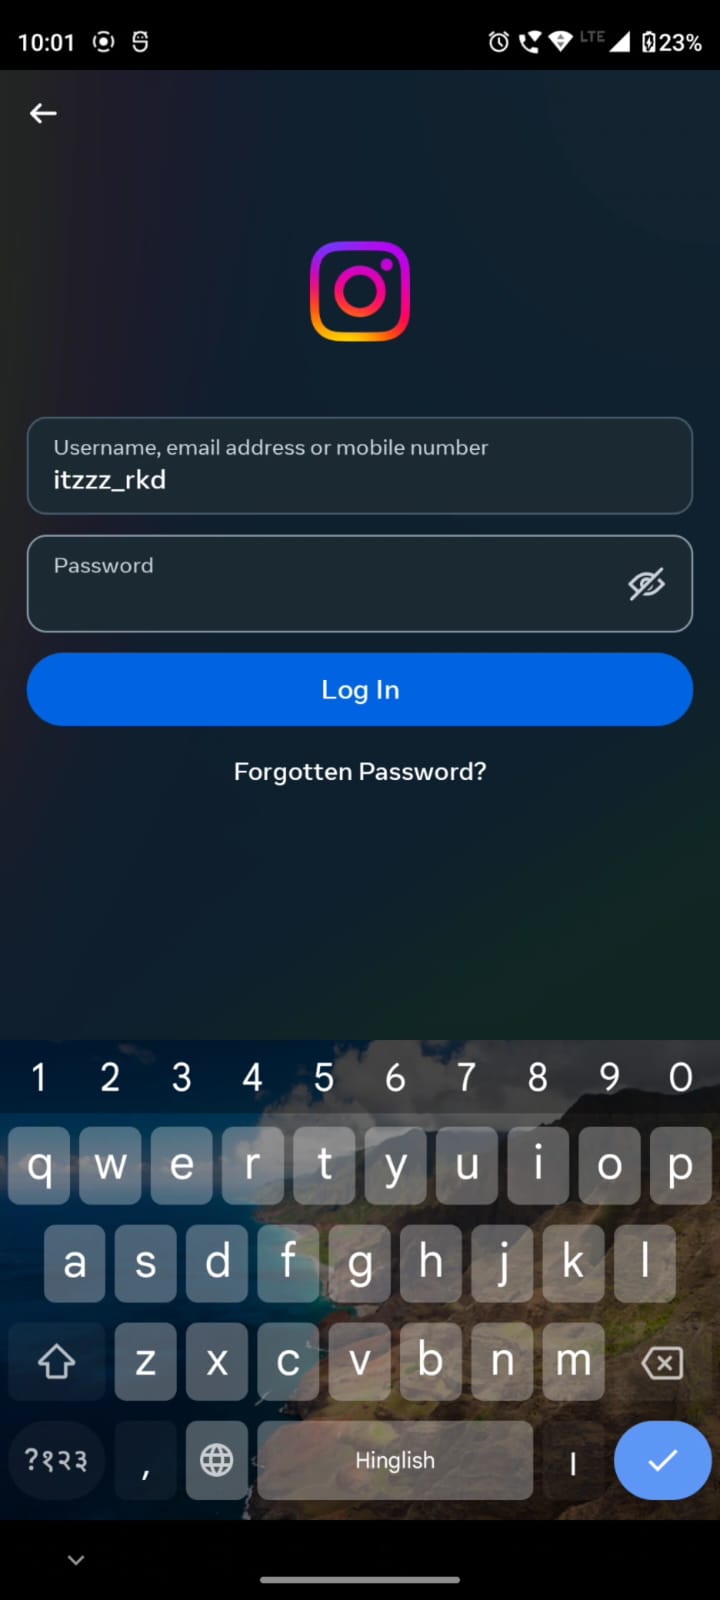 10:01 LTE 23%
Username, email address or mobile number
itzzz_rkd
Password
Log In
Forgotten Password?
1 2 3 4 5 6 7 8 9 0
q w e r t y u i o p
a s d f g h j k l
z x c v b n m
?१२३ , Hinglish ।